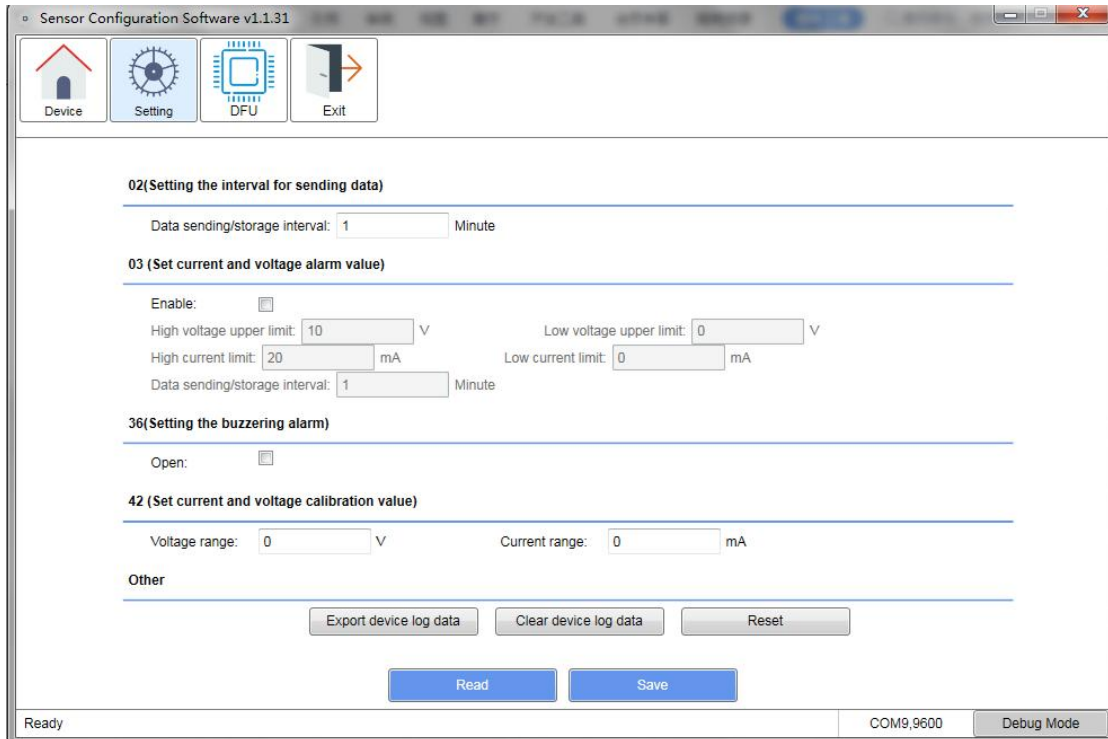 Sensor Configuration Software v1.1.31
Device Setting DFU Exit
02(Setting the interval for sending data)
Data sending/storage interval: 1 Minute
03 (Set current and voltage alarm value)
Enable:
High voltage upper limit: 10 V Low voltage upper limit: 0 V
High current limit: 20 mA Low current limit: 0 mA
Data sending/storage interval: 1 Minute
36(Setting the buzzering alarm)
Open:
42 (Set current and voltage calibration value)
Voltage range: 0 V Current range: 0 mA
Other
Export device log data Clear device log data Reset
Read Save
Ready COM9,9600 Debug Mode